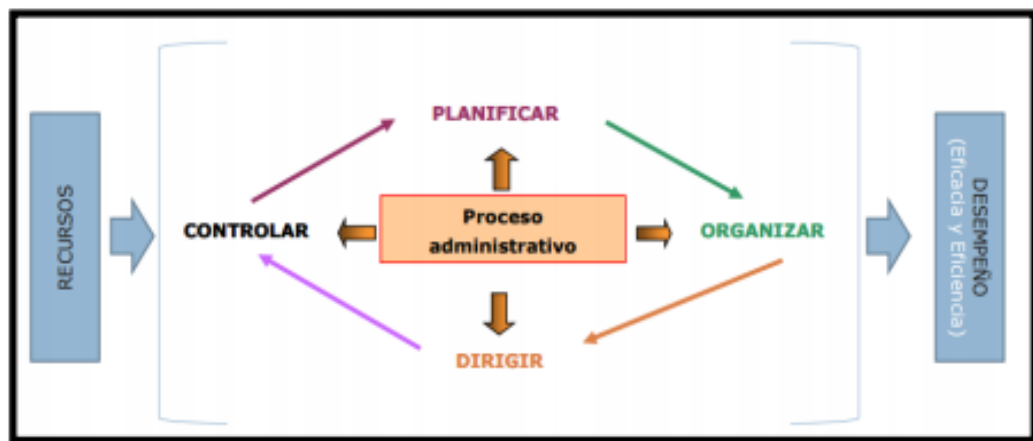 RECURSOS
PLANIFICAR
CONTROLAR
Proceso
administrativo
ORGANIZAR
DIRIGIR
DESEMPEÑO
(Eficacia y Eficiencia)